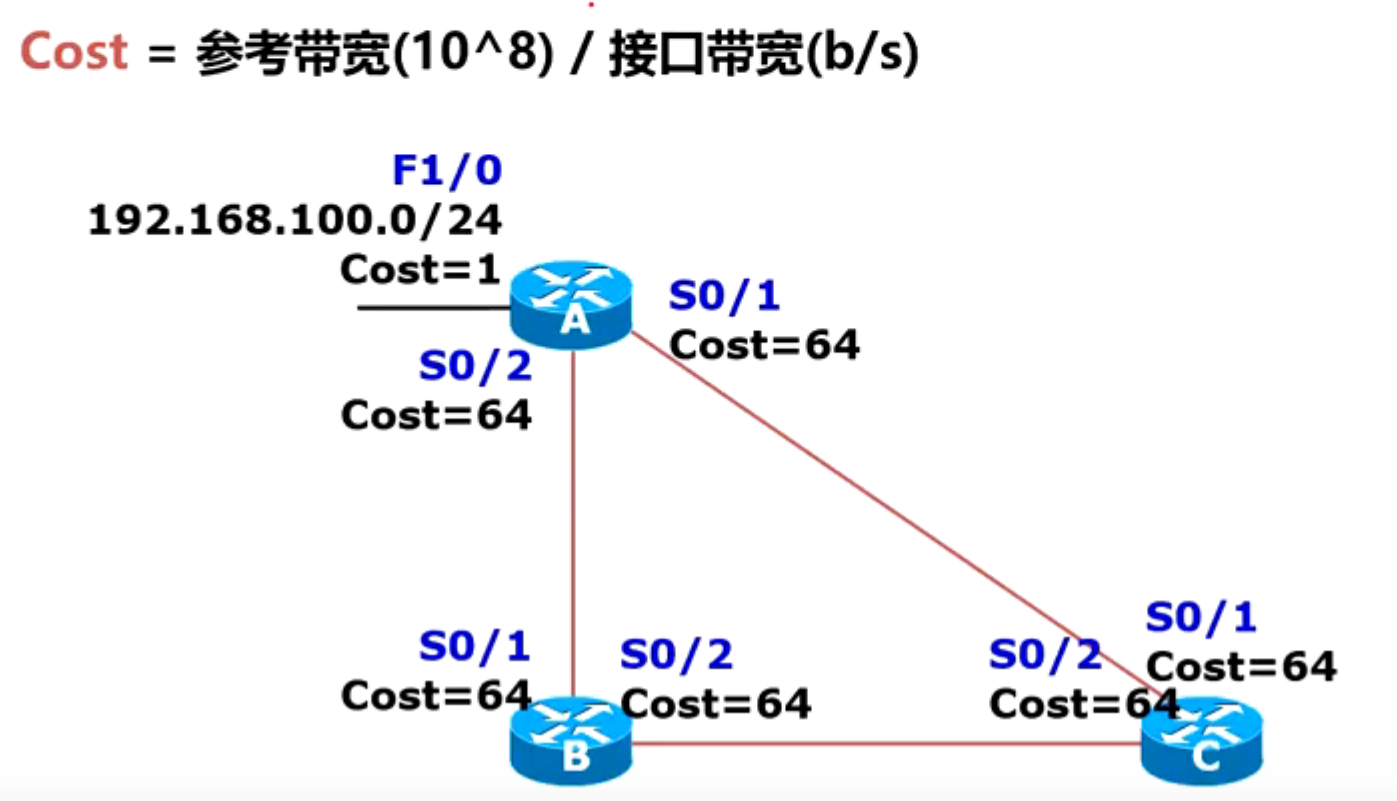 Cost = 参考带宽(10^8) / 接口带宽(b/s)
F1/0
192.168.100.0/24
Cost=1
A
S0/1
Cost=64
S0/2
Cost=64
S0/1
Cost=64
B
S0/2
Cost=64
S0/2
Cost=64
S0/1
Cost=64
C